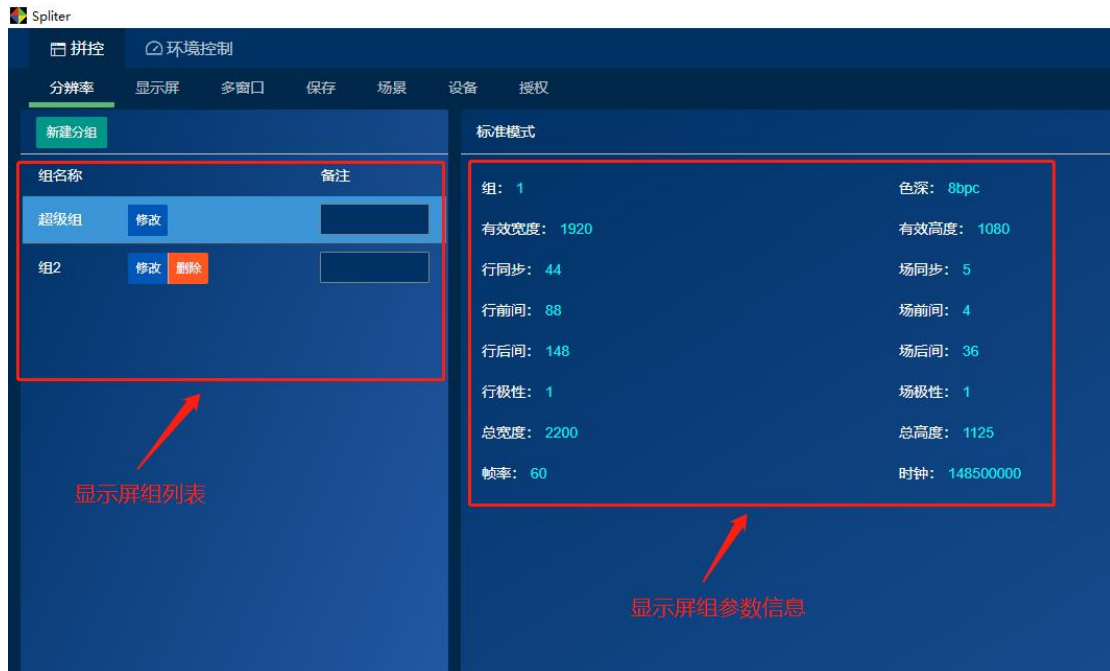 Spliter
拼控 环境控制
分辨率 显示屏 多窗口 保存 场景 设备 授权
新建分组 标准模式
组名称 备注
超级组 修改
组2 修改 删除
组： 1 色深： 8bpc
有效宽度： 1920 有效高度： 1080
行同步： 44 场同步： 5
行前间： 88 场前间： 4
行后间： 148 场后间： 36
行极性： 1 场极性： 1
总宽度： 2200 总高度： 1125
帧率： 60 时钟： 148500000
显示屏组列表
显示屏组参数信息